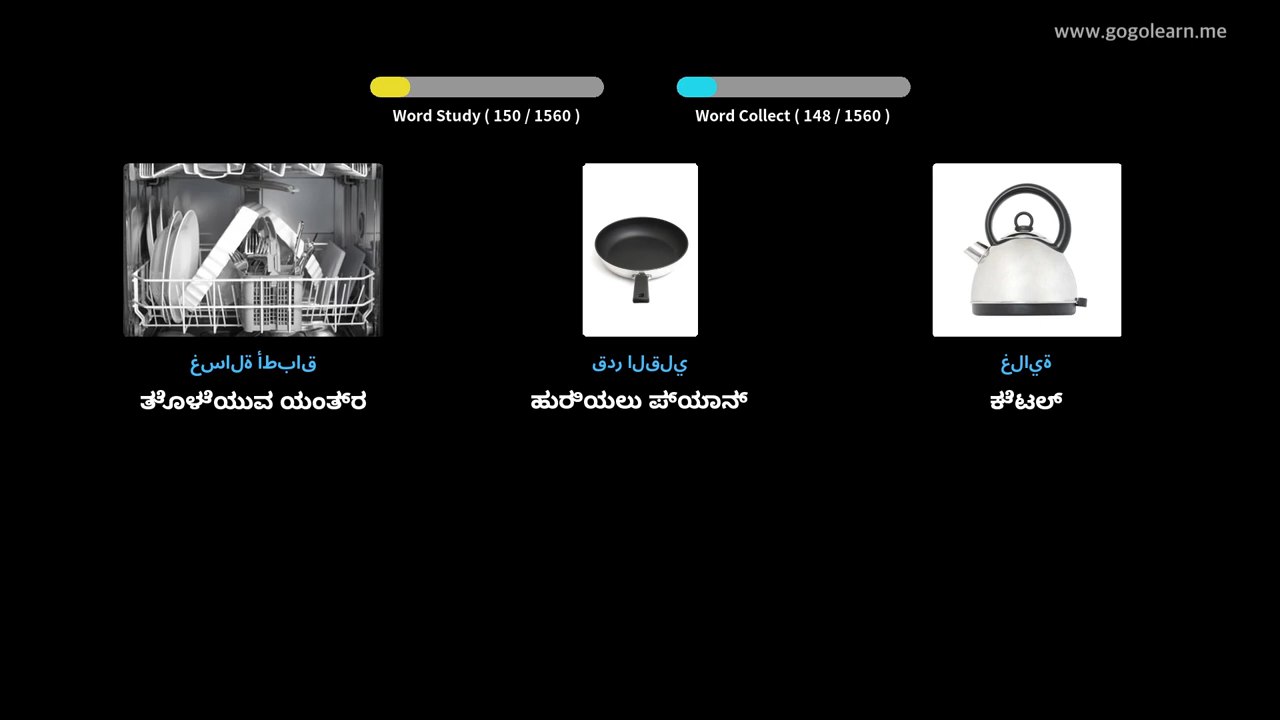 www.gogolearn.me
Word Study ( 150 / 1560 )
Word Collect ( 148 / 1560 )
غسالة أطباق
ತೊಳೆಯುವ ಯಂತ್ರ
قدر القلي
ಹುರಿಯಲು ಪ್ಯಾನ್
غلاية
ಕೆಟಲ್